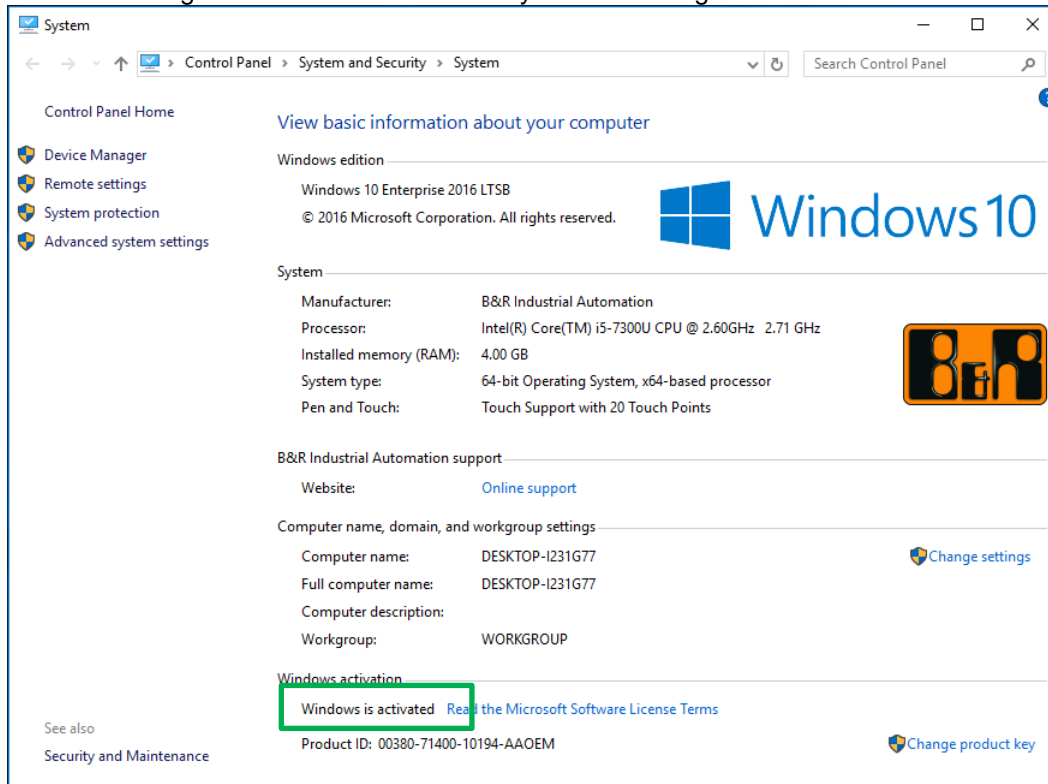 System
Control Panel > System and Security > System
Search Control Panel
Control Panel Home
Device Manager
Remote settings
System protection
Advanced system settings
See also
Security and Maintenance
View basic information about your computer
Windows edition
Windows 10 Enterprise 2016 LTSB
© 2016 Microsoft Corporation. All rights reserved.
Windows 10
System
Manufacturer: B&R Industrial Automation
Processor: Intel(R) Core(TM) i5-7300U CPU @ 2.60GHz 2.71 GHz
Installed memory (RAM): 4.00 GB
System type: 64-bit Operating System, x64-based processor
Pen and Touch: Touch Support with 20 Touch Points
B&R
B&R Industrial Automation support
Website: Online support
Computer name, domain, and workgroup settings
Computer name: DESKTOP-I231G77
Change settings
Full computer name: DESKTOP-I231G77
Computer description:
Workgroup: WORKGROUP
Windows activation
Windows is activated Read the Microsoft Software License Terms
Product ID: 00380-71400-10194-AAOEM
Change product key